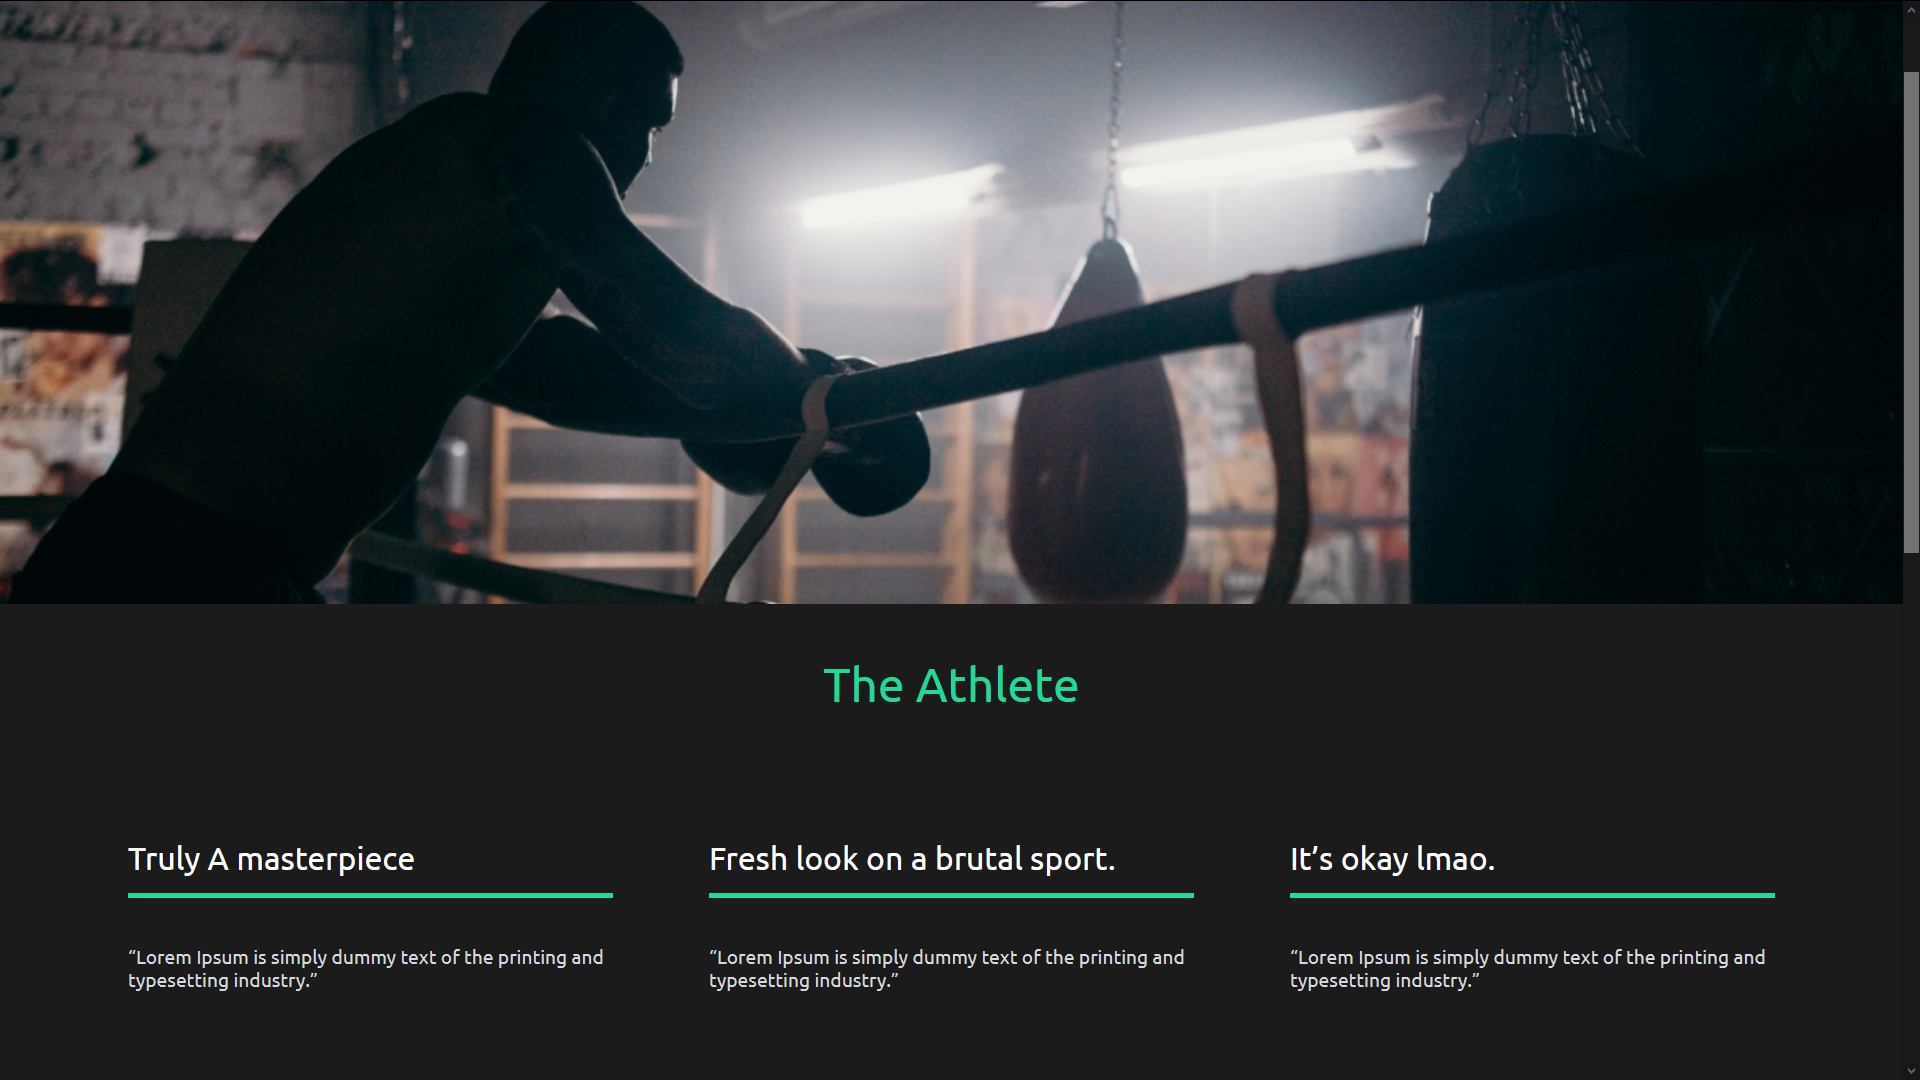 The Athlete
Truly A masterpiece
“Lorem Ipsum is simply dummy text of the printing and
typesetting industry.”
Fresh look on a brutal sport.
“Lorem Ipsum is simply dummy text of the printing and
typesetting industry.”
It’s okay lmao.
“Lorem Ipsum is simply dummy text of the printing and
typesetting industry.”